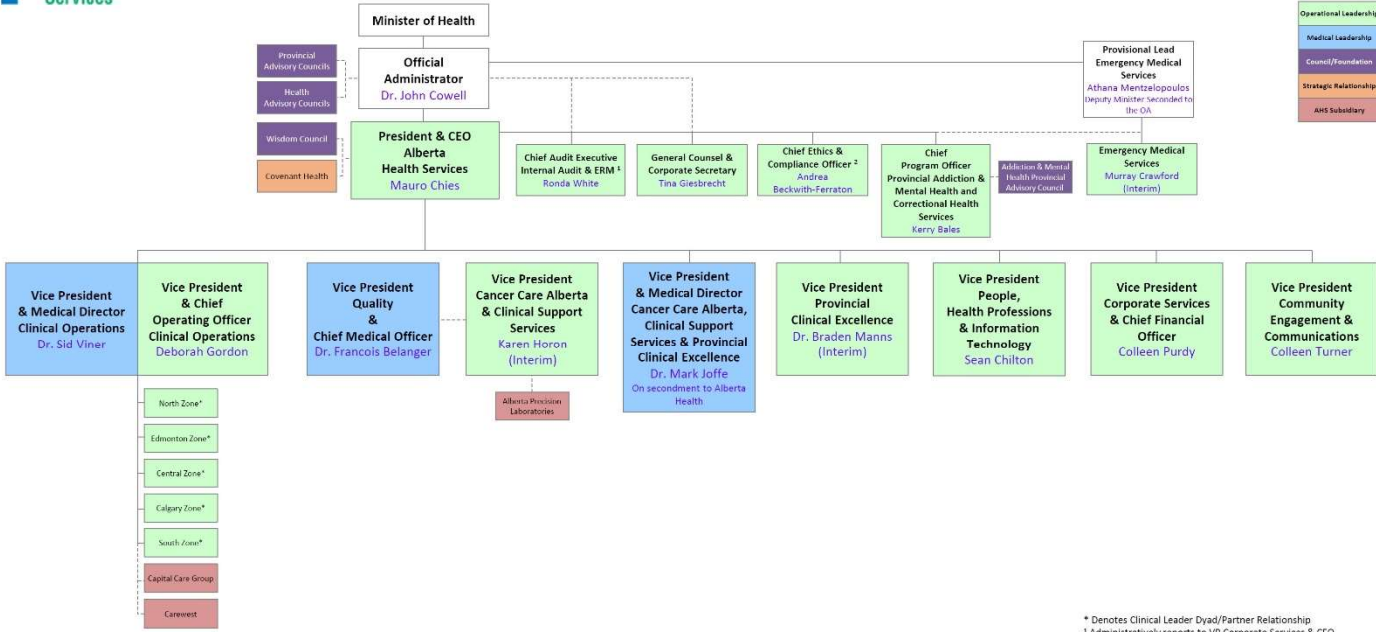 Services
Minister of Health
Official
Administrator
Dr. John Cowell
Provincial
Advisory Councils
Health
Advisory Councils
Provisional Lead
Emergency Medical
Services
Athana Mentzelopoulos
Deputy Minister Seconded to
the OA
Operational Leadership
Medical Leadership
Council/Foundation
Strategic Relationship
AHS Subsidiary
Wisdom Council
Covenant Health
President & CEO
Alberta
Health Services
Mauro Chies
Chief Audit Executive
Internal Audit & ERM ¹
Ronda White
General Counsel &
Corporate Secretary
Tina Giesbrecht
Chief Ethics &
Compliance Officer ²
Andrea
Beckwith-Ferraton
Chief
Program Officer
Provincial Addiction &
Mental Health and
Correctional Health
Services
Kerry Bales
Addiction & Mental
Health Provincial
Advisory Council
Emergency Medical
Services
Murray Crawford
(Interim)
Vice President
& Medical Director
Clinical Operations
Dr. Sid Viner
Vice President
& Chief
Operating Officer
Clinical Operations
Deborah Gordon
Vice President
Quality
&
Chief Medical Officer
Dr. Francois Belanger
Vice President
Cancer Care Alberta
& Clinical Support
Services
Karen Horon
(Interim)
Vice President
& Medical Director
Cancer Care Alberta,
Clinical Support
Services & Provincial
Clinical Excellence
Dr. Mark Joffe
On secondment to Alberta
Health
Vice President
Provincial
Clinical Excellence
Dr. Braden Manns
(Interim)
Vice President
People,
Health Professions
& Information
Technology
Sean Chilton
Vice President
Corporate Services
& Chief Financial
Officer
Colleen Purdy
Vice President
Community
Engagement &
Communications
Colleen Turner
Alberta Precision
Laboratories
North Zone*
Edmonton Zone*
Central Zone*
Calgary Zone*
South Zone*
Capital Care Group
Carewest
* Denotes Clinical Leader Dyad/Partner Relationship
¹ Administratively reports to VP Corporate Services & CFO